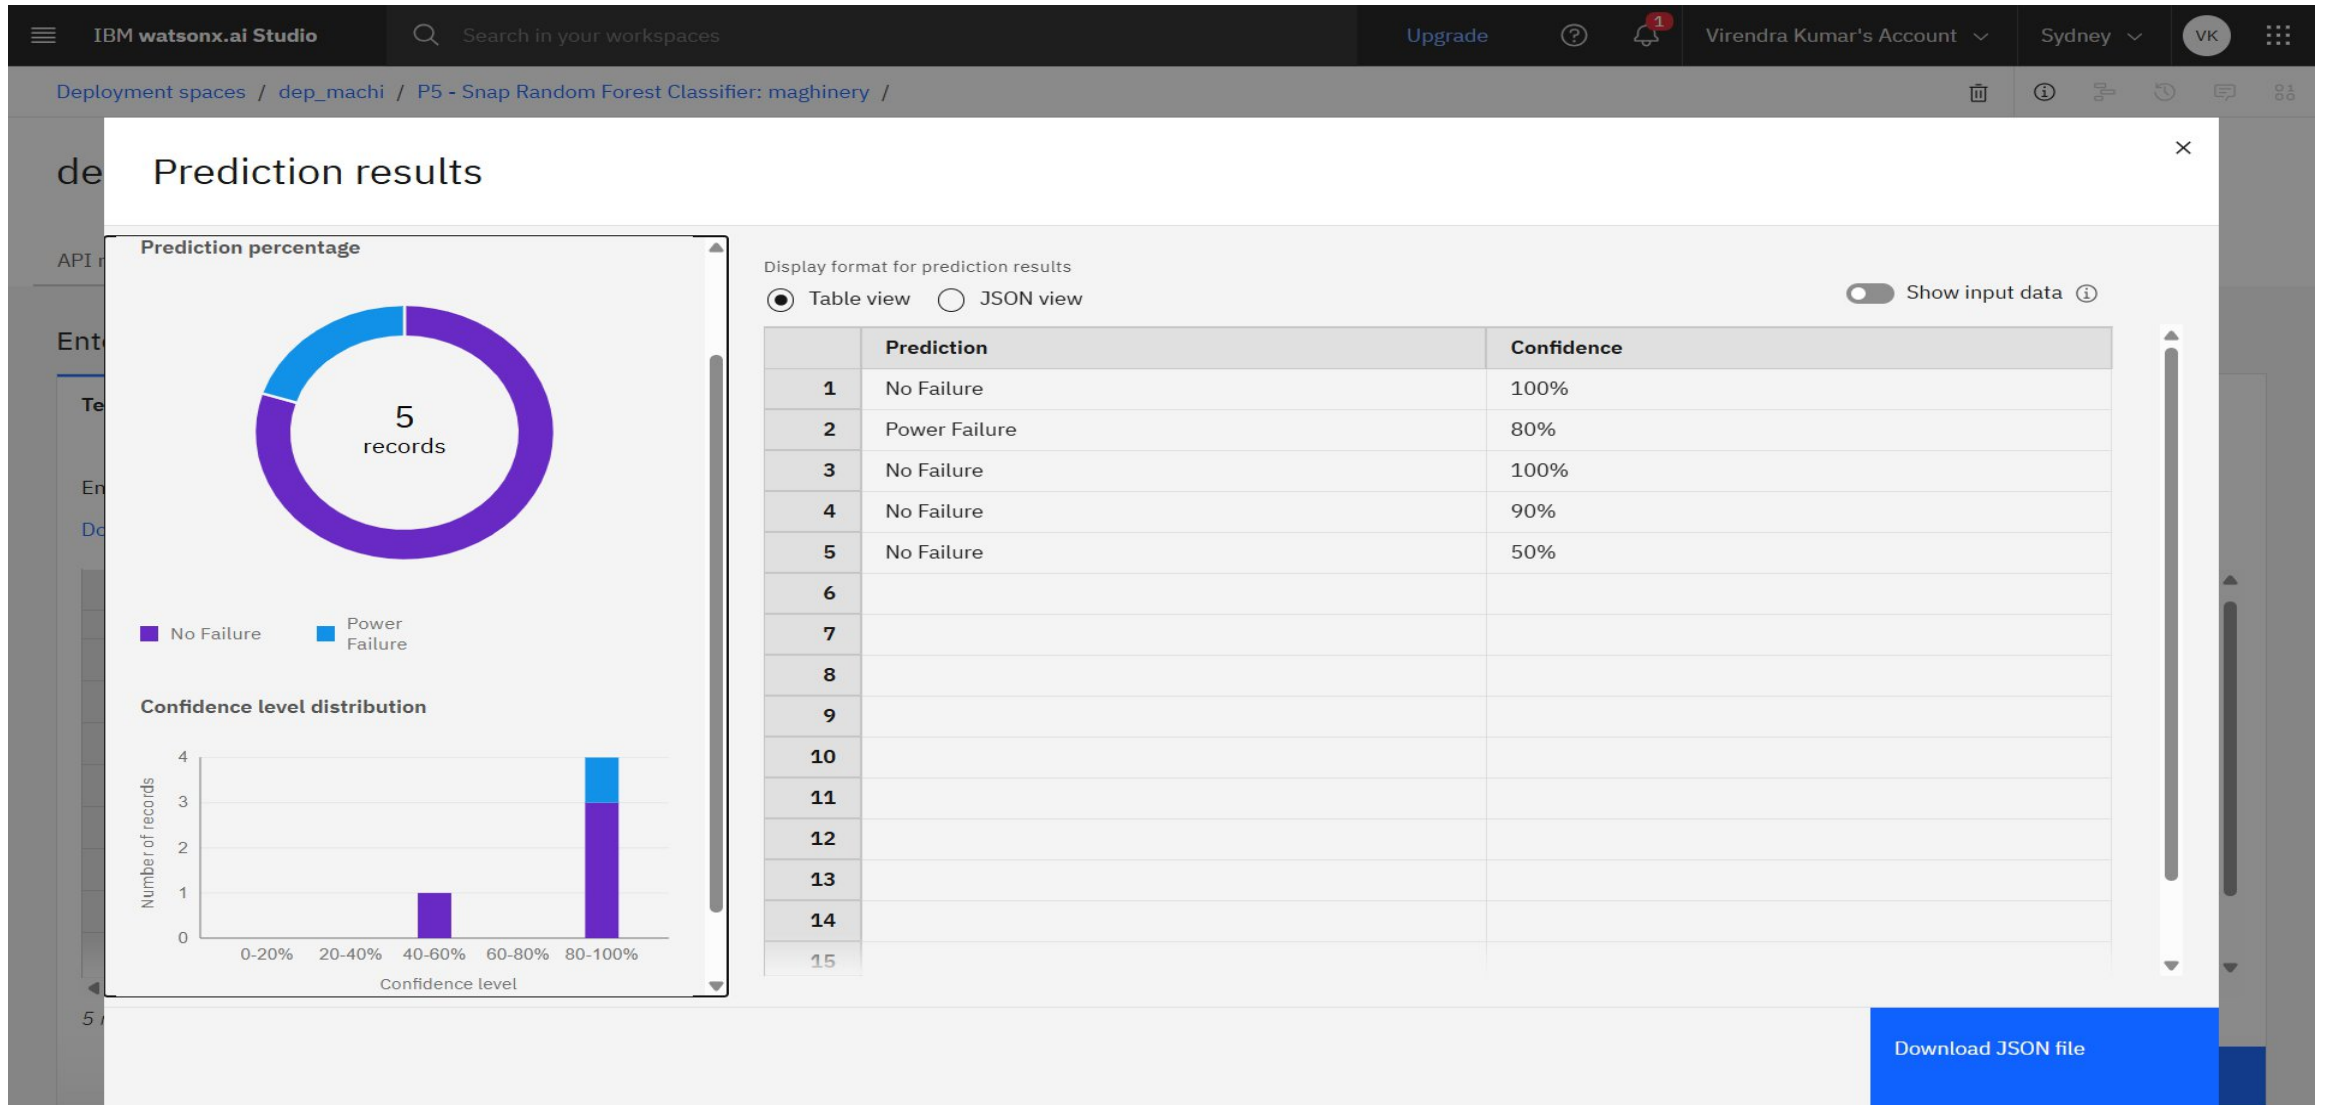 IBM watsonx.ai Studio
Search in your workspaces
Upgrade
1
Virendra Kumar's Account
Sydney
VK
Deployment spaces / dep_machi / P5 - Snap Random Forest Classifier: maghinery /
de
Prediction results
API r
Prediction percentage
5
records
No Failure
Power
Failure
Confidence level distribution
Number of records
4
3
2
1
0
0-20% 20-40% 40-60% 60-80% 80-100%
Confidence level
Display format for prediction results
Table view JSON view
Show input data
Prediction Confidence
1 No Failure 100%
2 Power Failure 80%
3 No Failure 100%
4 No Failure 90%
5 No Failure 50%
6
7
8
9
10
11
12
13
14
15
Ente
Te
En
Do
5 r
Download JSON file